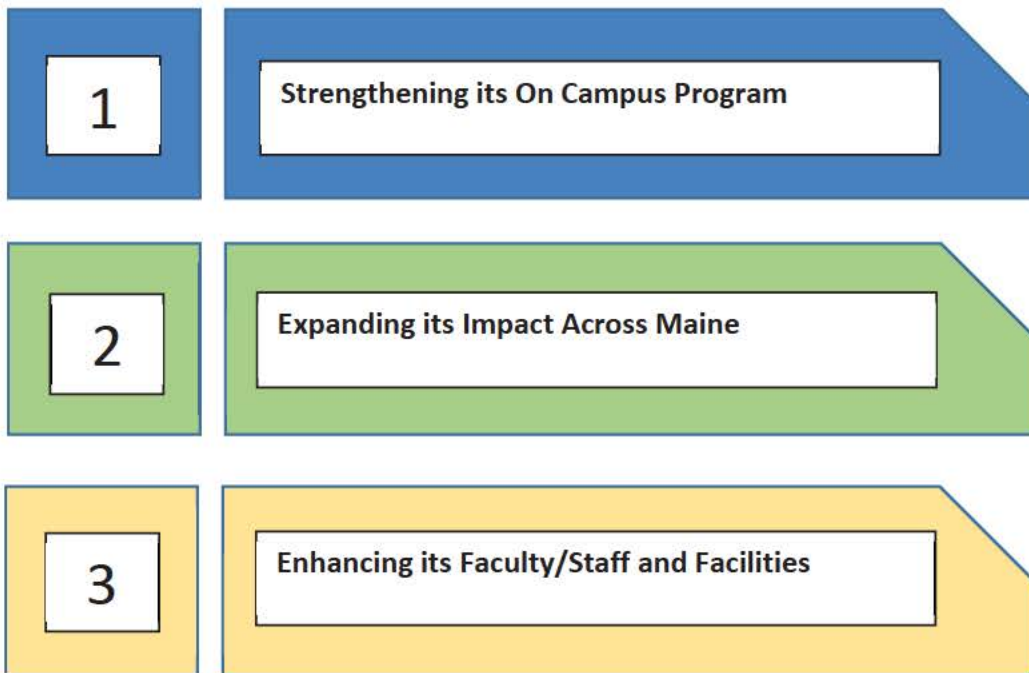 1
Strengthening its On Campus Program
2
Expanding its Impact Across Maine
3
Enhancing its Faculty/Staff and Facilities